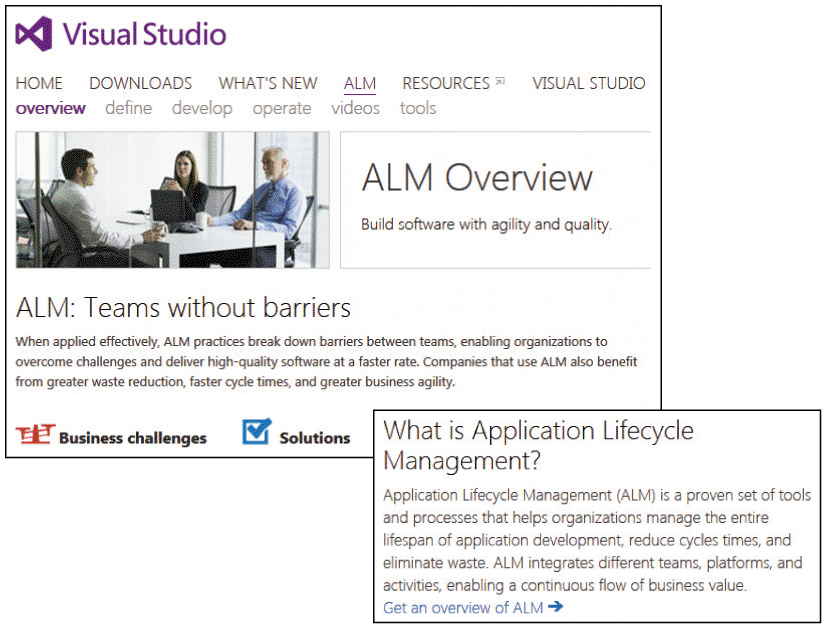 Visual Studio
HOME DOWNLOADS WHAT'S NEW ALM RESOURCES VISUAL STUDIO
overview define develop operate videos tools
ALM Overview
Build software with agility and quality.
ALM: Teams without barriers
When applied effectively, ALM practices break down barriers between teams, enabling organizations to
overcome challenges and deliver high-quality software at a faster rate. Companies that use ALM also benefit
from greater waste reduction, faster cycle times, and greater business agility.
Business challenges
Solutions
What is Application Lifecycle
Management?
Application Lifecycle Management (ALM) is a proven set of tools
and processes that helps organizations manage the entire
lifespan of application development, reduce cycles times, and
eliminate waste. ALM integrates different teams, platforms, and
activities, enabling a continuous flow of business value.
Get an overview of ALM